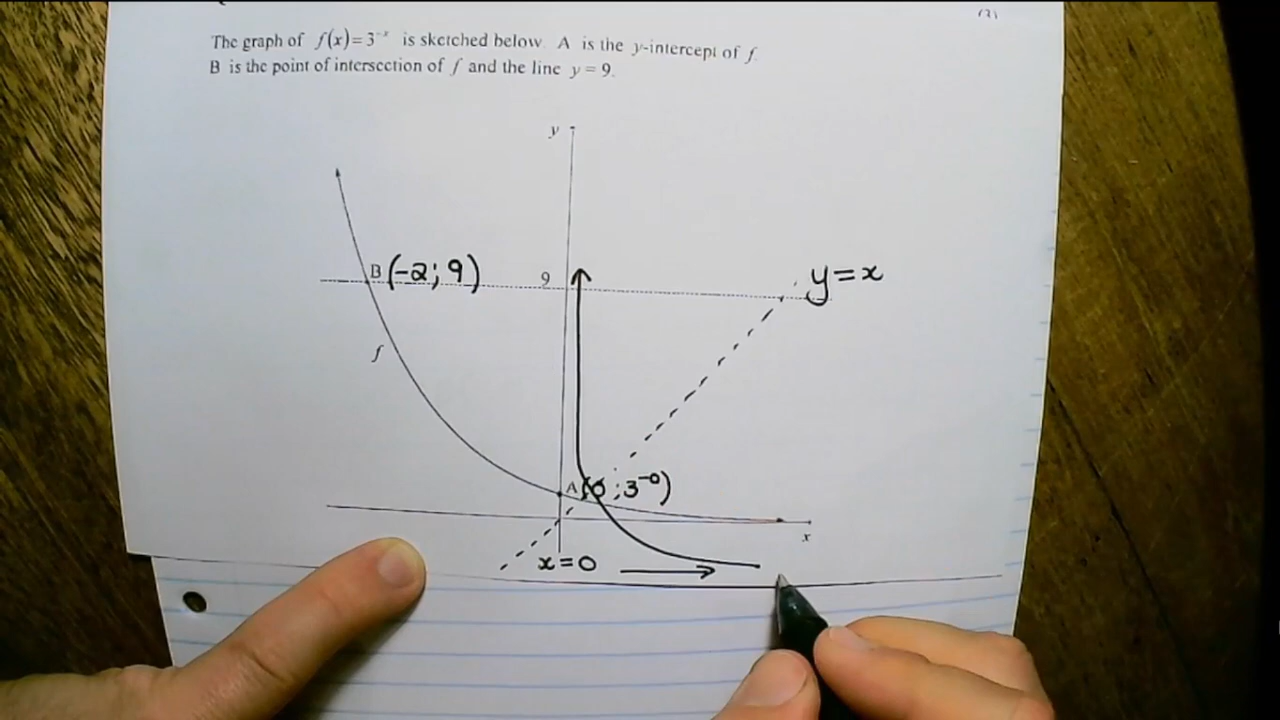 The graph of f(x)=3⁻ˣ is sketched below. A is the y-intercept of f.
B is the point of intersection of f and the line y = 9.
y
B (-2; 9)
9
y=x
f
A (0 ; 3⁻⁰)
x
x=0